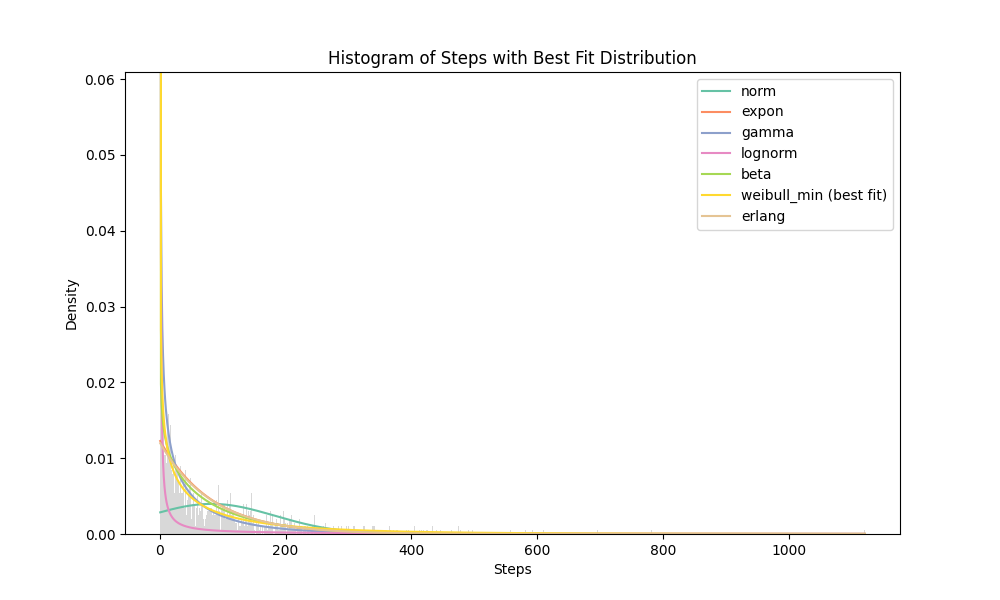 Histogram of Steps with Best Fit Distribution
0.06
0.05
0.04
0.03
0.02
0.01
0.00
Density
norm
expon
gamma
lognorm
beta
weibull_min (best fit)
erlang
0 200 400 600 800 1000
Steps